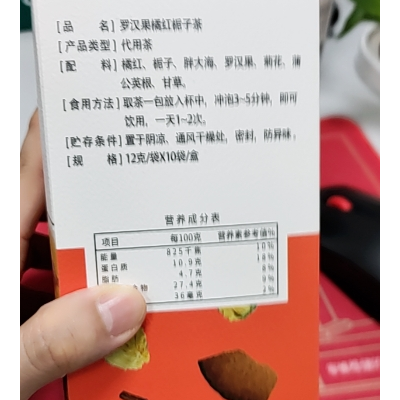 [品 名] 罗汉果橘红栀子茶
[产品类型] 代用茶
[配 料] 橘红、栀子、胖大海、罗汉果、菊花、蒲
公英根、甘草。
[食用方法] 取茶一包放入杯中，冲泡3~5分钟，即可
饮用，一天1~2次。
[贮存条件] 置于阴凉、通风干燥处，密封、防异味。
[规 格] 12克/袋X10袋/盒
营养成分表
项目 每100克 营养素参考值%
能量 825千焦 10%
蛋白质 10.9克 18%
脂肪 4.7克 8%
物 27.4克 9%
36毫克 2%